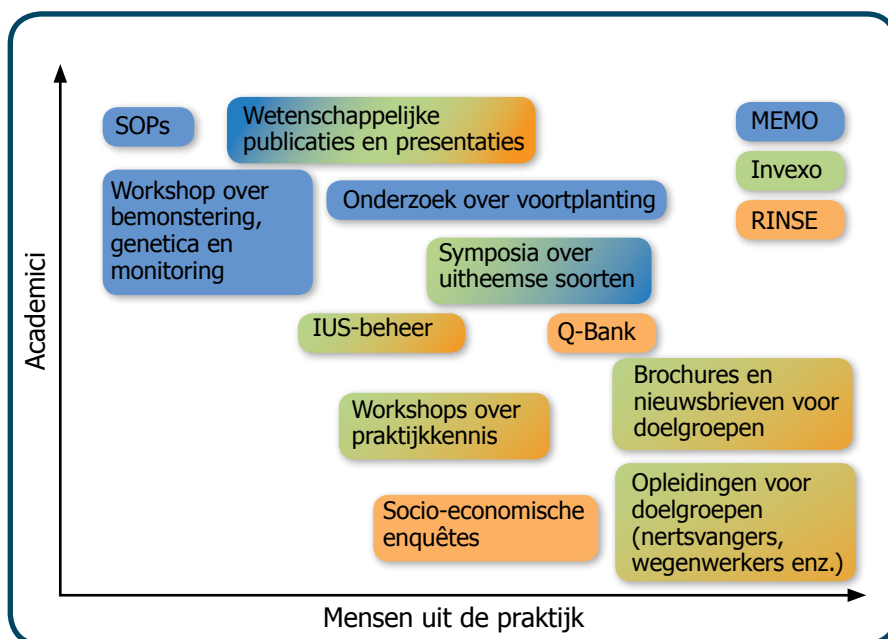 SOPs
Wetenschappelijke
publicaties en presentaties
MEMO
Invexo
RINSE
Workshop over
bemonstering,
genetica en
monitoring
Onderzoek over voortplanting
Symposia over
uitheemse soorten
IUS-beheer
Q-Bank
Brochures en
nieuwsbrieven voor
doelgroepen
Workshops over
praktijkkennis
Opleidingen voor
doelgroepen
(nertsvangers,
wegenwerkers enz.)
Socio-economische
enquêtes
Academici
Mensen uit de praktijk